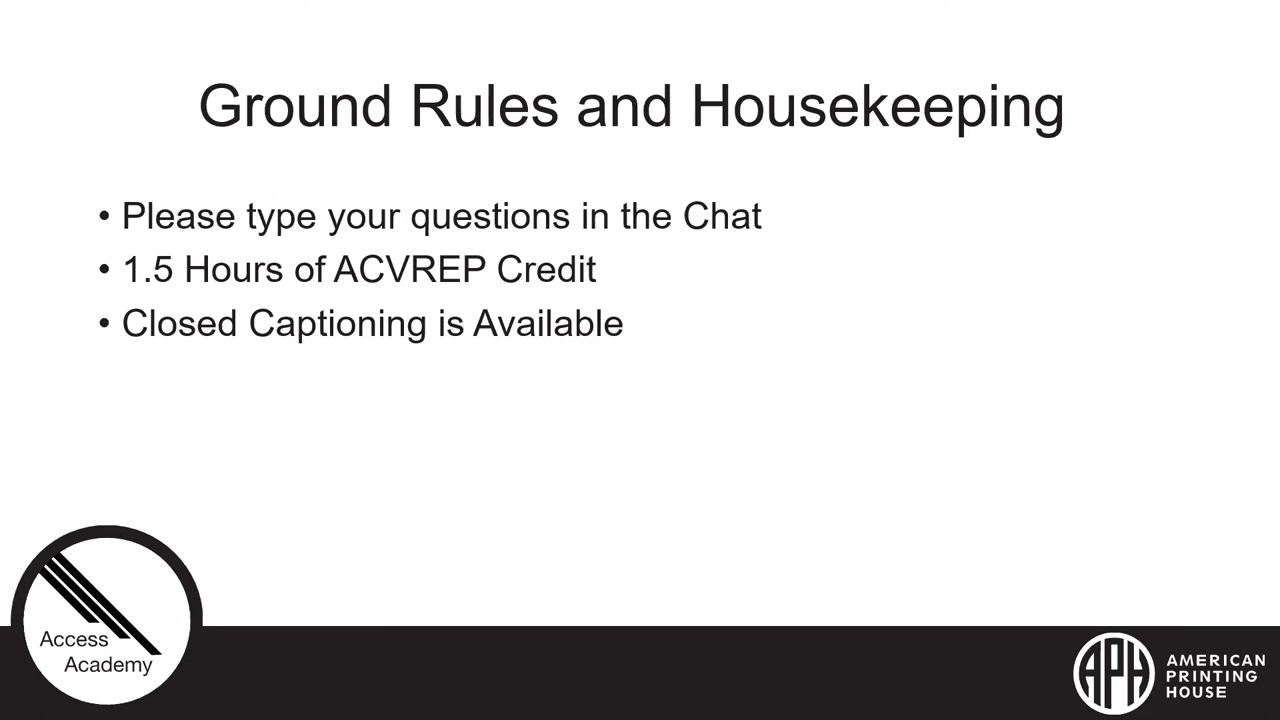 Ground Rules and Housekeeping
• Please type your questions in the Chat
• 1.5 Hours of ACVREP Credit
• Closed Captioning is Available
Access
Academy
APH
AMERICAN
PRINTING
HOUSE